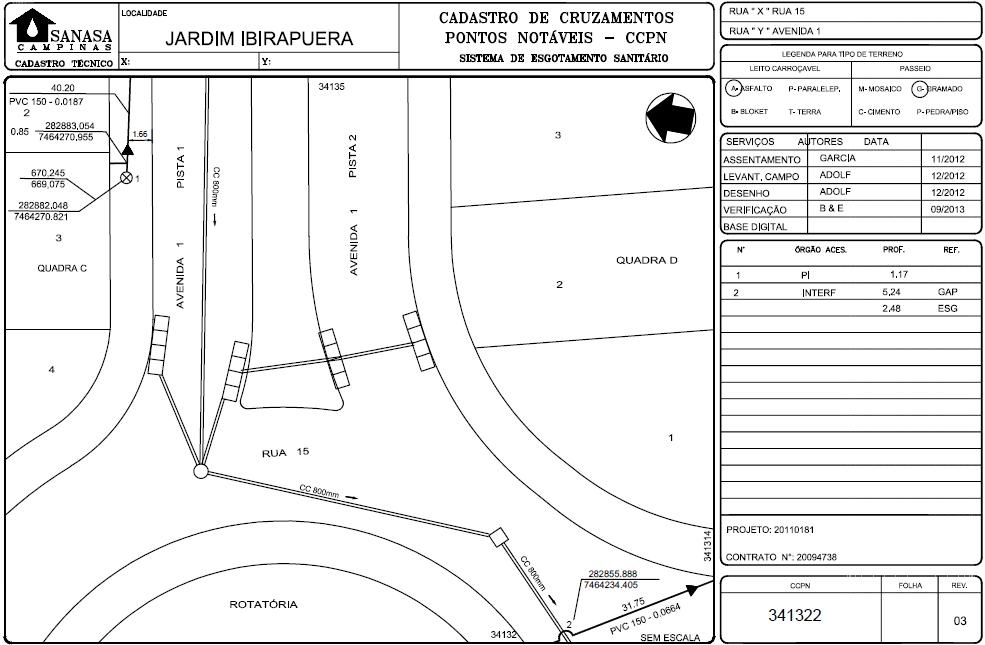 SANASA
CAMPINAS
CADASTRO TÉCNICO
LOCALIDADE
JARDIM IBIRAPUERA
X:
Y:
CADASTRO DE CRUZAMENTOS
PONTOS NOTÁVEIS - CCPN
SISTEMA DE ESGOTAMENTO SANITÁRIO
RUA " X " RUA 15
RUA " Y " AVENIDA 1
LEGENDA PARA TIPO DE TERRENO
LEITO CARROÇAVEL
PASSEIO
A- ASFALTO
P- PARALELEP.
M- MOSAICO
G- GRAMADO
B- BLOKET
T- TERRA
C- CIMENTO
P- PEDRA/PISO
SERVIÇOS AUTORES DATA
ASSENTAMENTO GARCIA 11/2012
LEVANT, CAMPO ADOLF 12/2012
DESENHO ADOLF 12/2012
VERIFICAÇÃO B & E 09/2013
BASE DIGITAL
N° ÓRGÃO ACES. PROF. REF.
1 PI 1.17
2 INTERF 5,24 GAP
2,48 ESG
PROJETO: 20110181
CONTRATO N°: 20094738
CCPN
FOLHA
REV.
341322
03
40.20
PVC 150 - 0.0187
2
0.85
282883,054
7464270,955
1.66
670,245
669,075
1
282882,048
7464270.821
3
QUADRA C
4
AVENIDA 1 PISTA 1
CC 800mm
34135
AVENIDA 1 PISTA 2
3
QUADRA D
2
1
RUA 15
CC 800mm
CC 800mm
341314
282855.888
7464234.405
31.75
PVC 150 - 0.0664
2
ROTATÓRIA
34132
SEM ESCALA